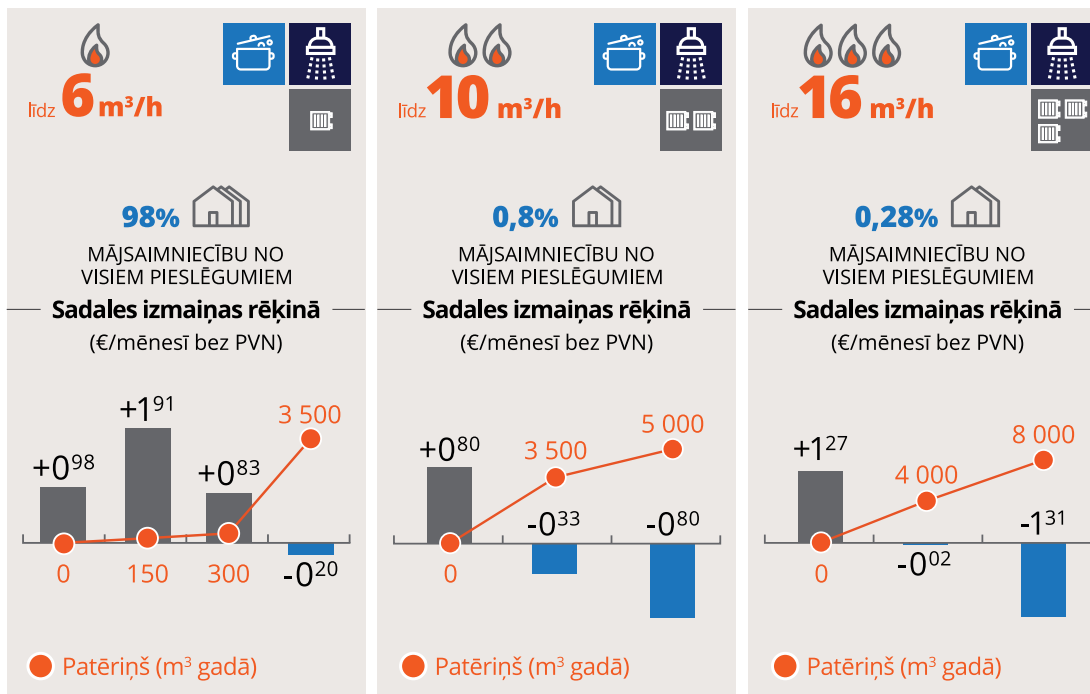 līdz 6 m³/h
98%
MĀJSAIMNIECĪBU NO
VISIEM PIESLĒGUMIEM
Sadales izmaiņas rēķinā
(€/mēnesī bez PVN)
+0⁹⁸
+1⁹¹
+0⁸³
3 500
0
150
300
-0²⁰
Patēriņš (m³ gadā)
līdz 10 m³/h
0,8%
MĀJSAIMNIECĪBU NO
VISIEM PIESLĒGUMIEM
Sadales izmaiņas rēķinā
(€/mēnesī bez PVN)
+0⁸⁰
3 500
5 000
0
-0³³
-0⁸⁰
Patēriņš (m³ gadā)
līdz 16 m³/h
0,28%
MĀJSAIMNIECĪBU NO
VISIEM PIESLĒGUMIEM
Sadales izmaiņas rēķinā
(€/mēnesī bez PVN)
+1²⁷
4 000
8 000
0
-0⁰²
-1³¹
Patēriņš (m³ gadā)